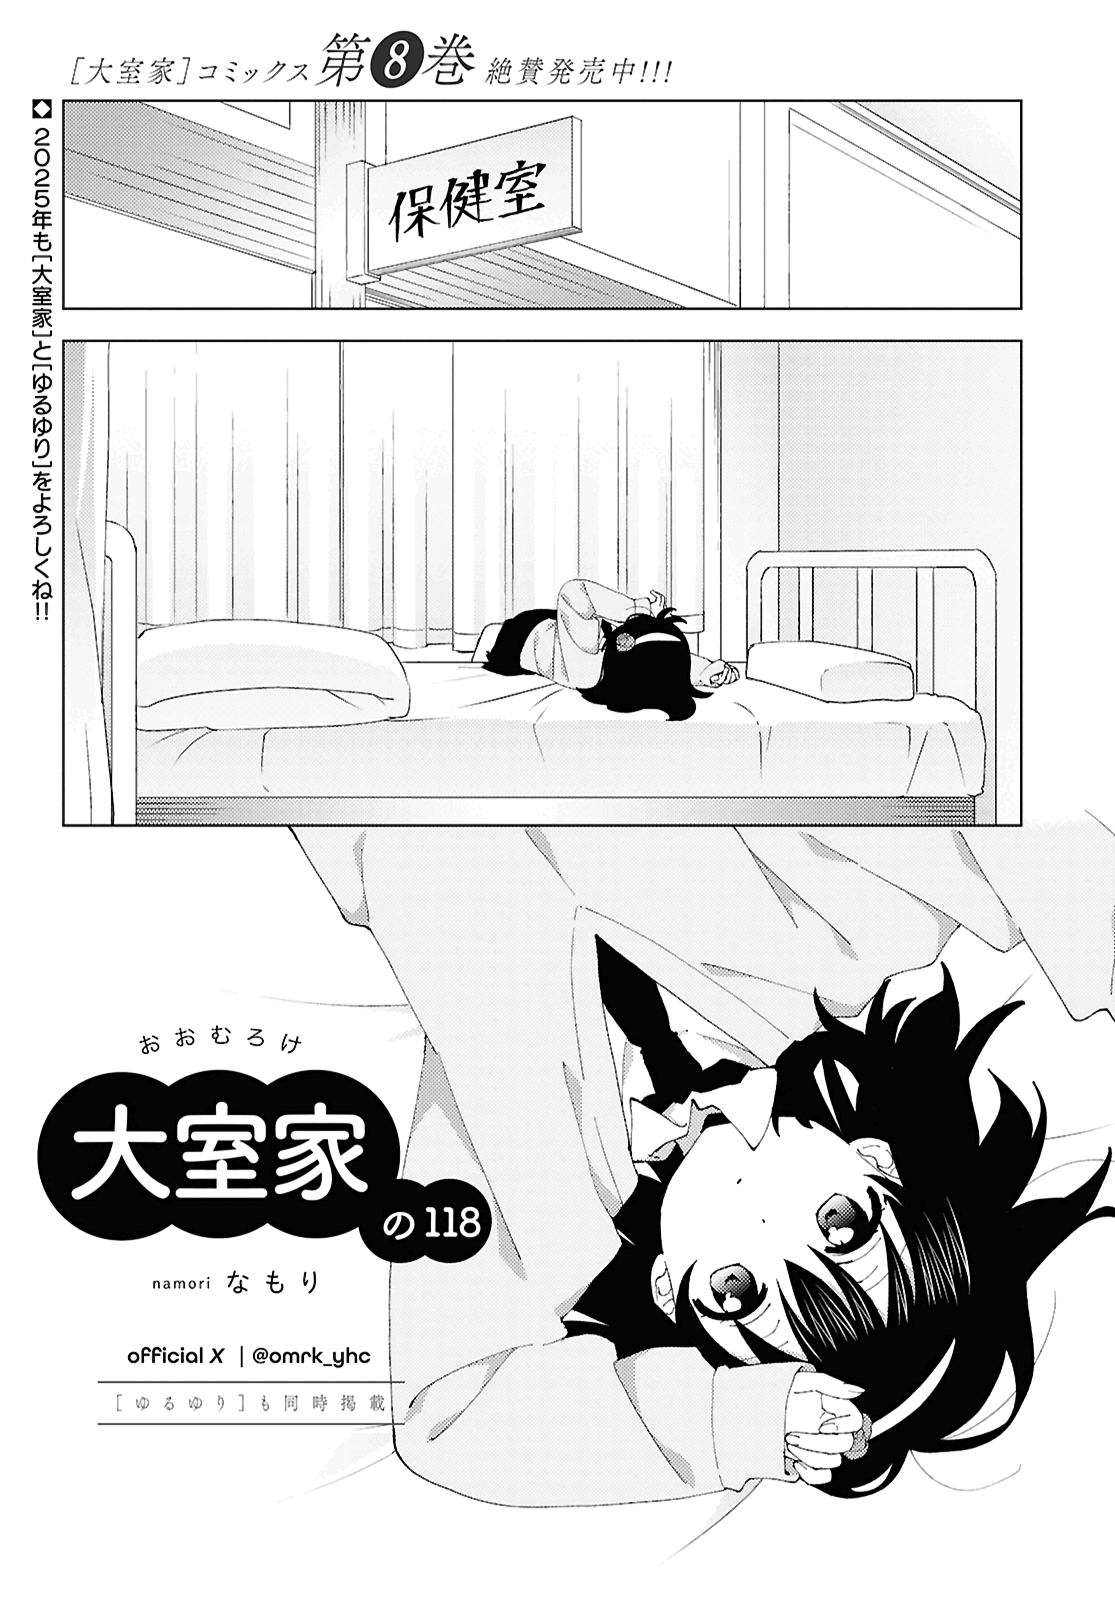 [大室家]コミックス第8巻 絶賛発売中!!!
◆2025年も[大室家]と[ゆるゆり]をよろしくね!!
保健室
おおむろけ
大室家
の118
namori なもり
official X | @omrk_yhc
[ゆるゆり]も同時掲載